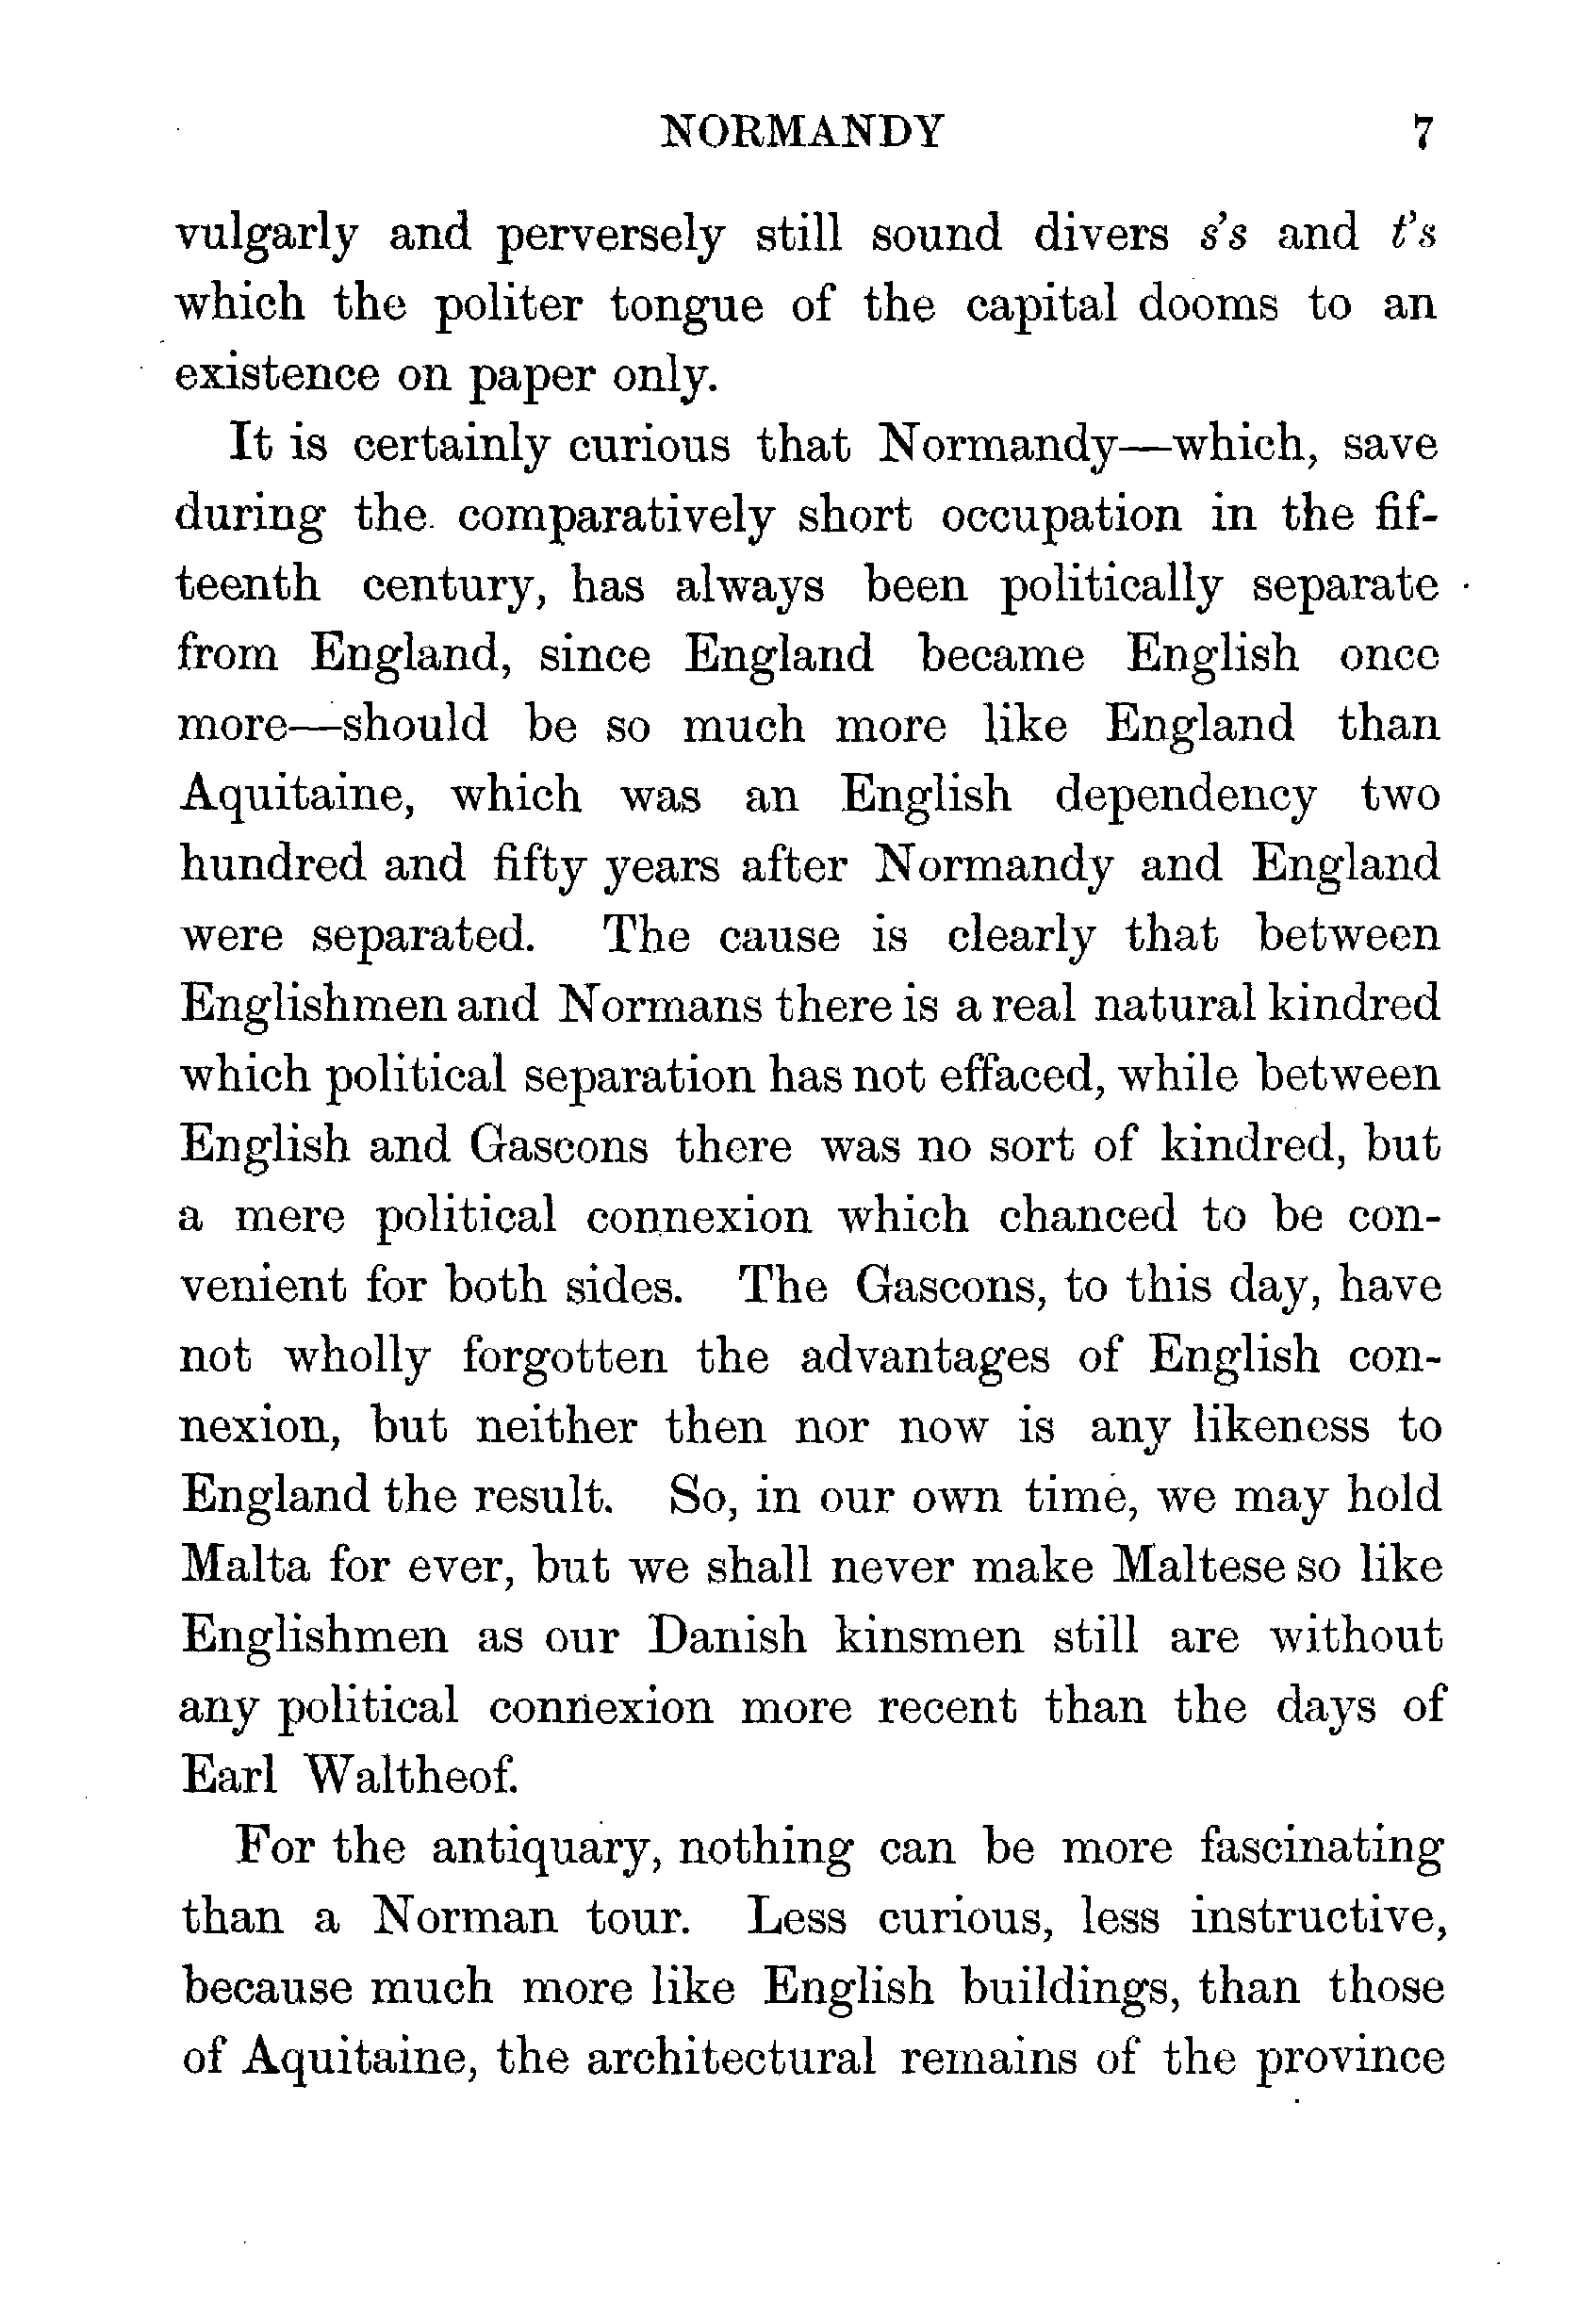 NORMANDY 7
vulgarly and perversely still sound divers s's and t's
which the politer tongue of the capital dooms to an
existence on paper only.
It is certainly curious that Normandy—which, save
during the comparatively short occupation in the fif-
teenth century, has always been politically separate
from England, since England became English once
more—should be so much more like England than
Aquitaine, which was an English dependency two
hundred and fifty years after Normandy and England
were separated. The cause is clearly that between
Englishmen and Normans there is a real natural kindred
which political separation has not effaced, while between
English and Gascons there was no sort of kindred, but
a mere political connexion which chanced to be con-
venient for both sides. The Gascons, to this day, have
not wholly forgotten the advantages of English con-
nexion, but neither then nor now is any likeness to
England the result. So, in our own time, we may hold
Malta for ever, but we shall never make Maltese so like
Englishmen as our Danish kinsmen still are without
any political connexion more recent than the days of
Earl Waltheof.
For the antiquary, nothing can be more fascinating
than a Norman tour. Less curious, less instructive,
because much more like English buildings, than those
of Aquitaine, the architectural remains of the province